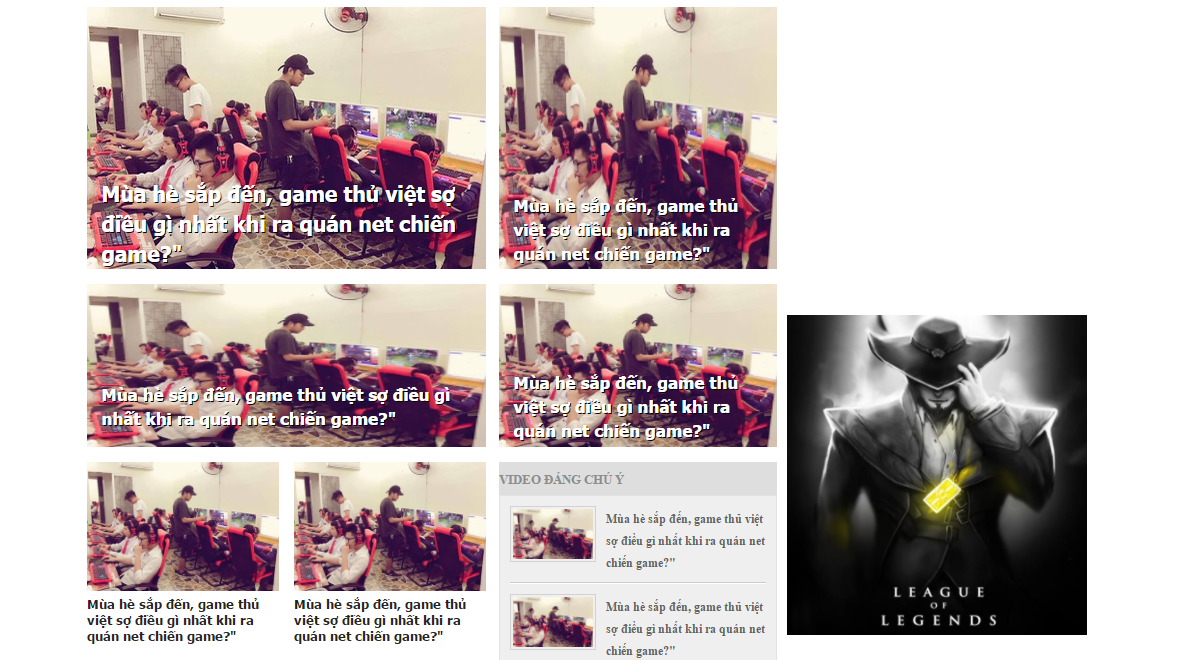 Mùa hè sắp đến, game thủ việt sợ
điều gì nhất khi ra quán net chiến
game?"
Mùa hè sắp đến, game thủ
việt sợ điều gì nhất khi ra
quán net chiến game?"
Mùa hè sắp đến, game thủ việt sợ điều gì
nhất khi ra quán net chiến game?"
Mùa hè sắp đến, game thủ
việt sợ điều gì nhất khi ra
quán net chiến game?"
Mùa hè sắp đến, game thủ
việt sợ điều gì nhất khi ra
quán net chiến game?"
Mùa hè sắp đến, game thủ
việt sợ điều gì nhất khi ra
quán net chiến game?"
VIDEO ĐÁNG CHÚ Ý
Mùa hè sắp đến, game thủ việt
sợ điều gì nhất khi ra quán net
chiến game?"
Mùa hè sắp đến, game thủ việt
sợ điều gì nhất khi ra quán net
chiến game?"
LEAGUE
OF
LEGENDS